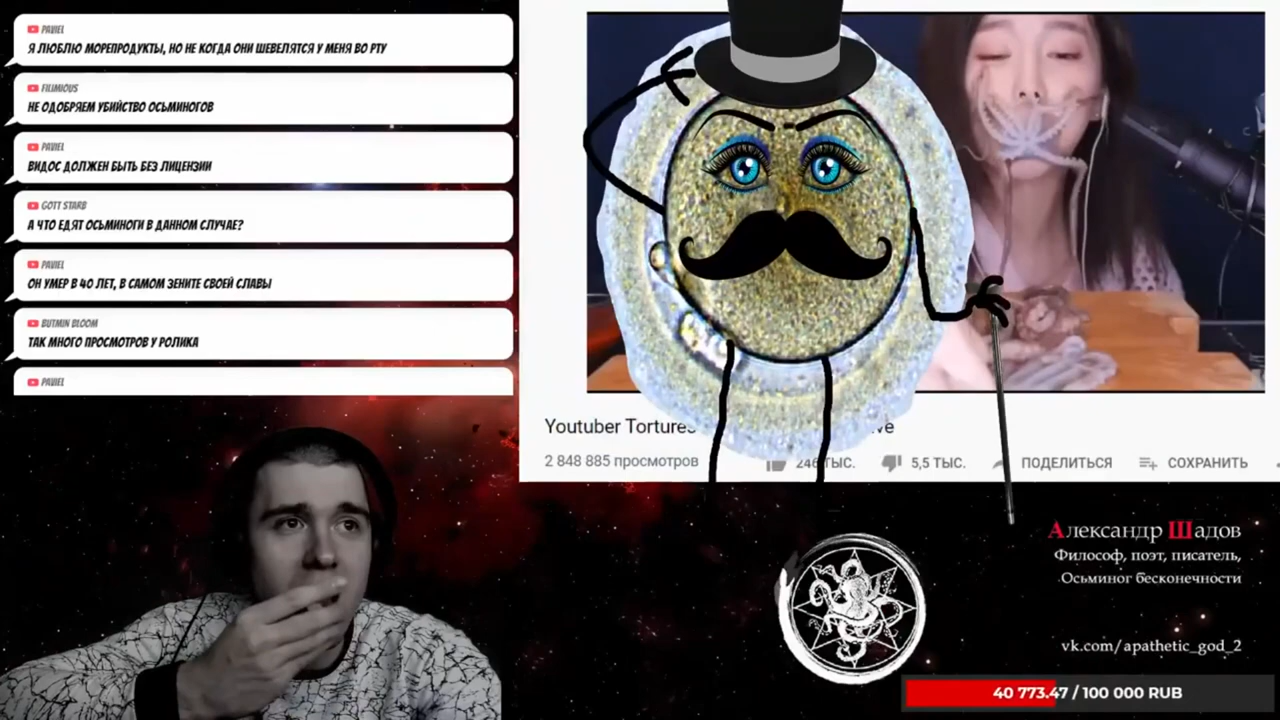 PAVIEL
Я ЛЮБЛЮ МОРЕПРОДУКТЫ, НО НЕ КОГДА ОНИ ШЕВЕЛЯТСЯ У МЕНЯ ВО РТУ
FILIMIOUS
НЕ ОДОБРЯЕМ УБИЙСТВО ОСЬМИНОГОВ
PAVIEL
ВИДОС ДОЛЖЕН БЫТЬ БЕЗ ЛИЦЕНЗИИ
GOTT STARB
А ЧТО ЕДЯТ ОСЬМИНОГИ В ДАННОМ СЛУЧАЕ?
PAVIEL
ОН УМЕР В 40 ЛЕТ, В САМОМ ЗЕНИТЕ СВОЕЙ СЛАВЫ
BUTMIN BLOOM
ТАК МНОГО ПРОСМОТРОВ У РОЛИКА
PAVIEL
Youtuber Tortures
2 848 885 просмотров
246 ТЫС.
5,5 ТЫС.
ПОДЕЛИТЬСЯ
СОХРАНИТЬ
Александр Шадов
Философ, поэт, писатель,
Осьминог бесконечности
vk.com/apathetic_god_2
40 773.47 / 100 000 RUB